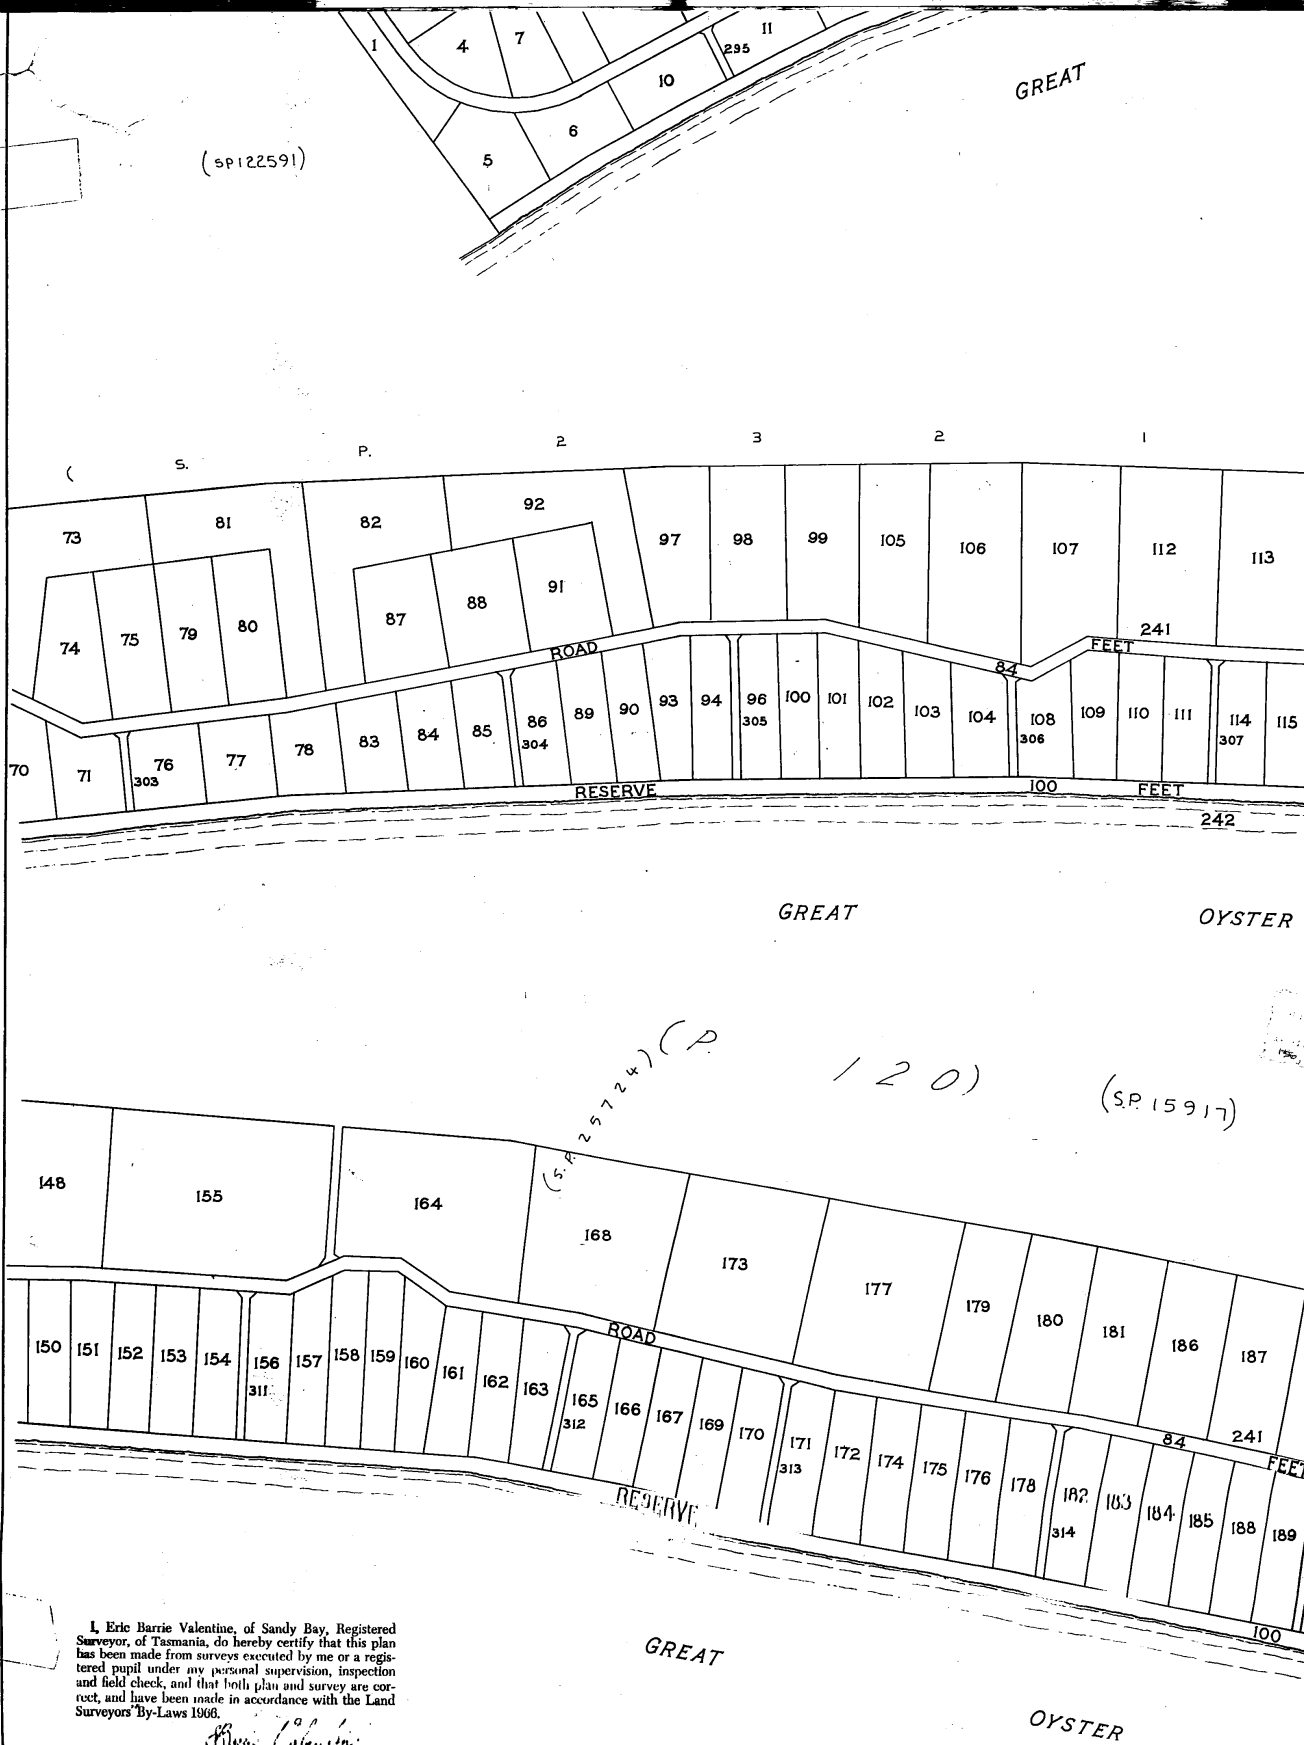 1 4 7 11
295
10
GREAT
6
5
(SP122591)
( S. P. 2 3 2 1
73 81 82 92 97 98 99 105 106 107 112 113
74 75 79 80 87 88 91
ROAD 84 FEET 241
70 71 76 77 78 83 84 85 86 89 90 93 94 96 100 101 102 103 104 108 109 110 111 114 115
303 304 305 306 307
RESERVE 100 FEET
242
GREAT OYSTER
(P. 120)
(S.P. 25724)
(S.P. 15917)
148 155 164 168 173 177 179 180 181 186 187
ROAD 84 241 FEET
150 151 152 153 154 156 157 158 159 160 161 162 163 165 166 167 169 170 171 172 174 175 176 178 182 183 184 185 188 189
311 312 313 314
RESERVE 100
GREAT
OYSTER
I, Eric Barrie Valentine, of Sandy Bay, Registered
Surveyor, of Tasmania, do hereby certify that this plan
has been made from surveys executed by me or a regis-
tered pupil under my personal supervision, inspection
and field check, and that both plan and survey are cor-
rect, and have been made in accordance with the Land
Surveyors' By-Laws 1966.